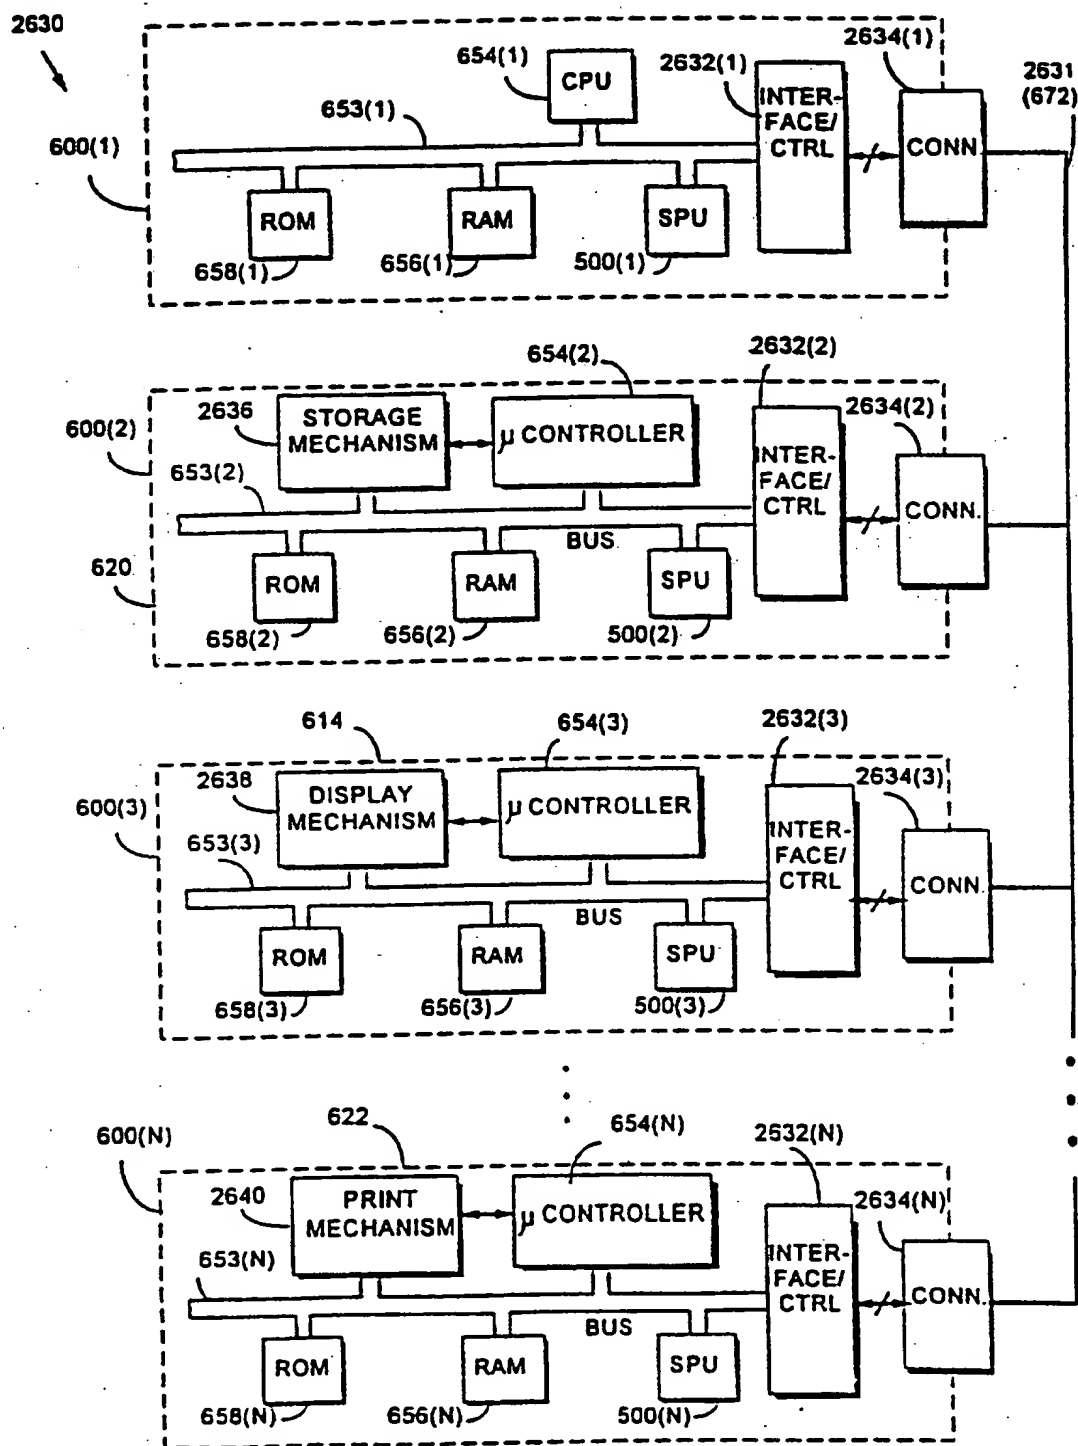 2630
654(1)
2632(1)
2634(1)
2631
(672)
CPU
INTER-
FACE/
CTRL
653(1)
600(1)
CONN.
ROM
RAM
SPU
658(1)
656(1)
500(1)
654(2)
2632(2)
2634(2)
600(2)
2636
STORAGE
MECHANISM
µ CONTROLLER
INTER-
FACE/
CTRL
653(2)
CONN.
BUS
620
ROM
RAM
SPU
658(2)
656(2)
500(2)
614
654(3)
2632(3)
2634(3)
600(3)
2638
DISPLAY
MECHANISM
µ CONTROLLER
INTER-
FACE/
CTRL
653(3)
CONN.
BUS
ROM
RAM
SPU
658(3)
656(3)
500(3)
622
654(N)
2632(N)
2634(N)
600(N)
2640
PRINT
MECHANISM
µ CONTROLLER
INTER-
FACE/
CTRL
653(N)
CONN.
BUS
ROM
RAM
SPU
658(N)
656(N)
500(N)